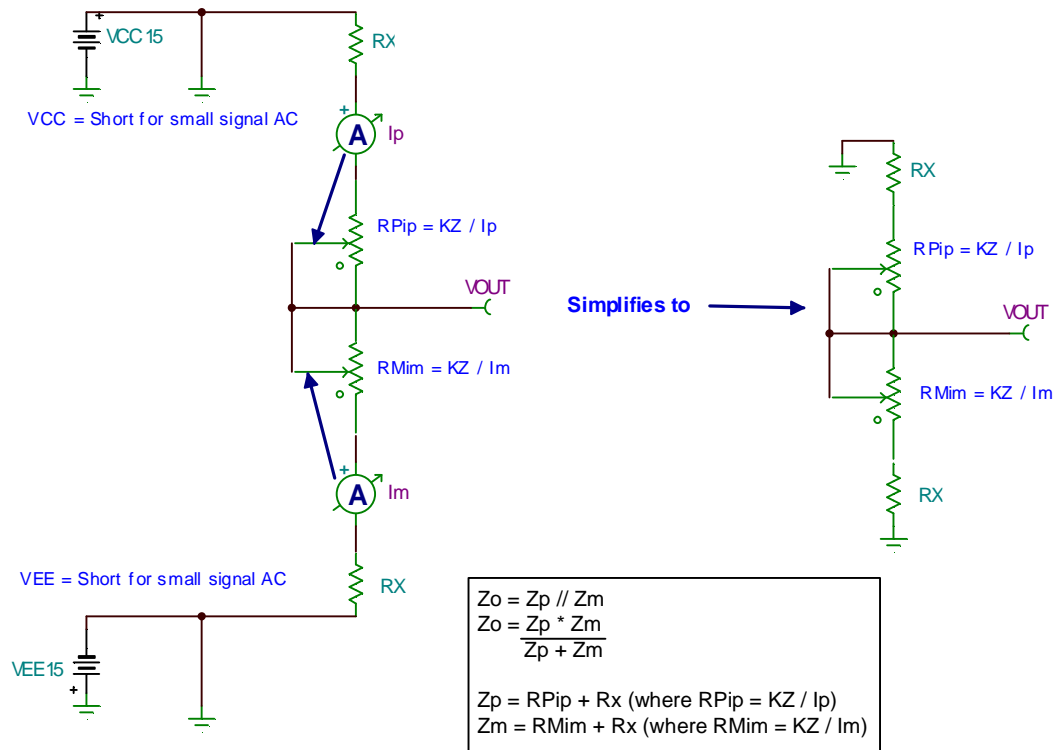 +
VCC 15
RX
VCC = Short for small signal AC
+
A
Ip
RPip = KZ / Ip
VOUT
RMim = KZ / Im
+
A
Im
VEE = Short for small signal AC
RX
VEE 15
+
Simplifies to
RX
RPip = KZ / Ip
VOUT
RMim = KZ / Im
RX
Zo = Zp // Zm
Zo = Zp * Zm
Zp + Zm
Zp = RPip + Rx (where RPip = KZ / Ip)
Zm = RMim + Rx (where RMim = KZ / Im)